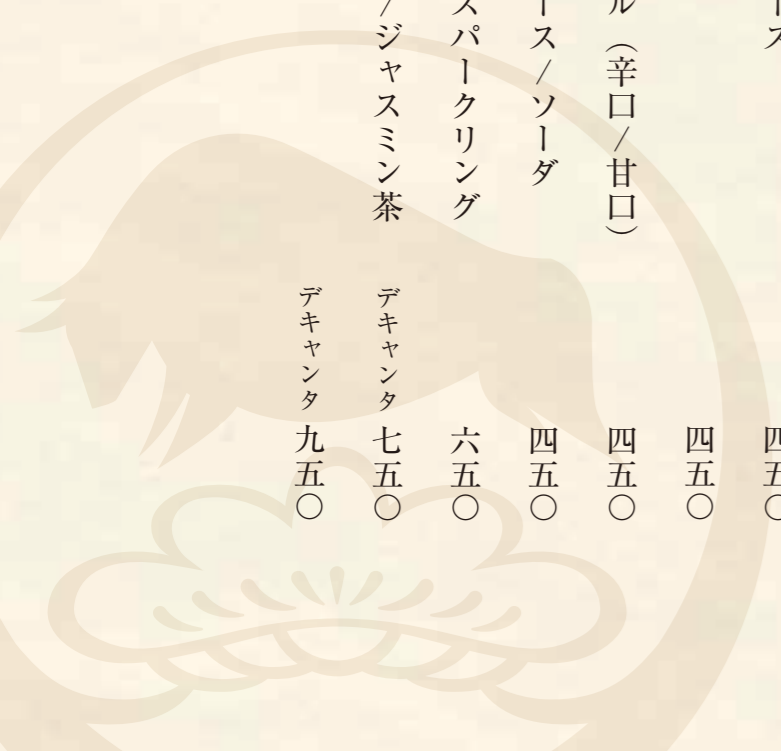 ース
四五〇
四五〇
ル（辛口/甘口）
四五〇
ース/ソーダ
四五〇
スパークリング
六五〇
/ジャスミン茶
デキャンタ 七五〇
デキャンタ 九五〇